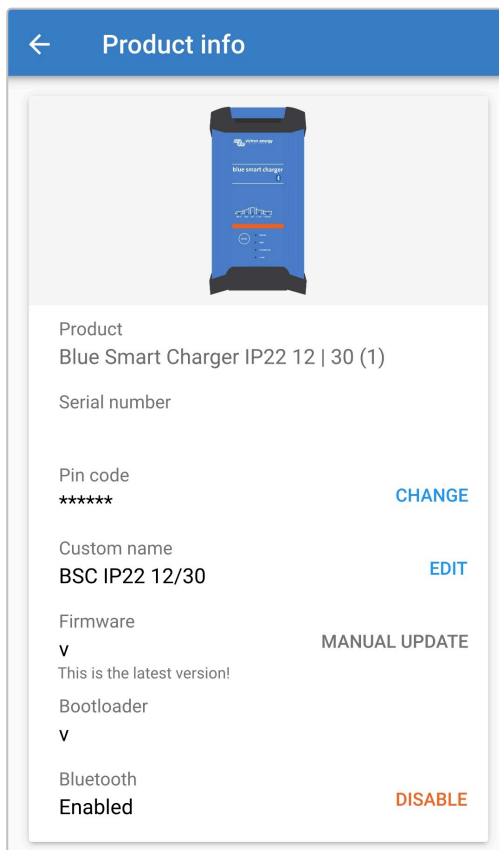 Product info
victron energy
blue smart charger
Product
Blue Smart Charger IP22 12 | 30 (1)
Serial number
Pin code
******
CHANGE
Custom name
BSC IP22 12/30
EDIT
Firmware
v
MANUAL UPDATE
This is the latest version!
Bootloader
v
Bluetooth
Enabled
DISABLE